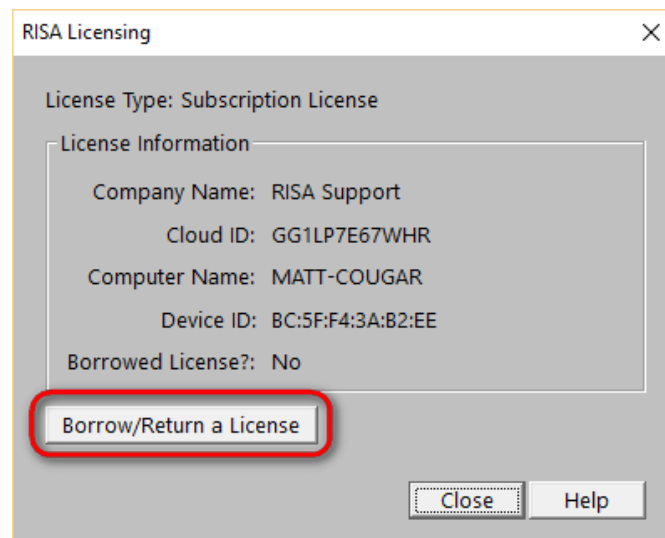 RISA Licensing
License Type: Subscription License
License Information
Company Name: RISA Support
Cloud ID: GG1LP7E67WHR
Computer Name: MATT-COUGAR
Device ID: BC:5F:F4:3A:B2:EE
Borrowed License?: No
Borrow/Return a License
Close Help